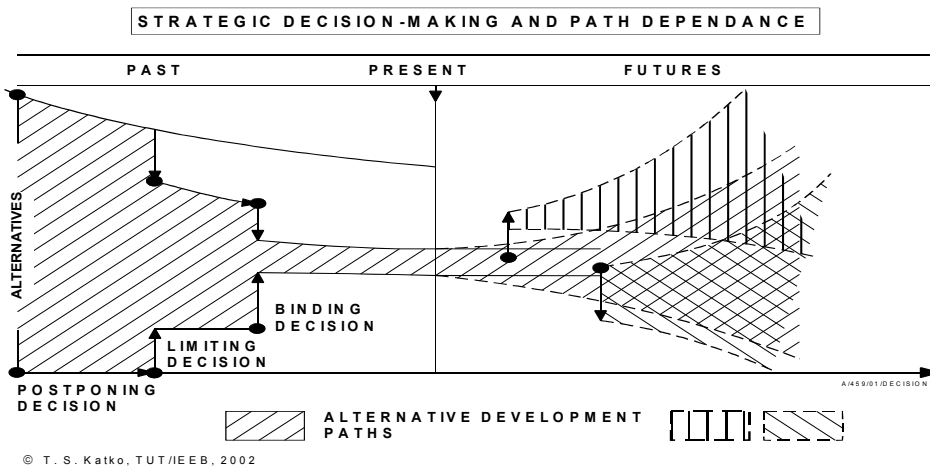 STRATEGIC DECISION-MAKING AND PATH DEPENDANCE
PAST
PRESENT
FUTURES
ALTERNATIVES
BINDING
DECISION
LIMITING
DECISION
POSTPONING
DECISION
A/459/01/DECISION
ALTERNATIVE DEVELOPMENT
PATHS
© T. S. Katko, TUT/IEEB, 2002